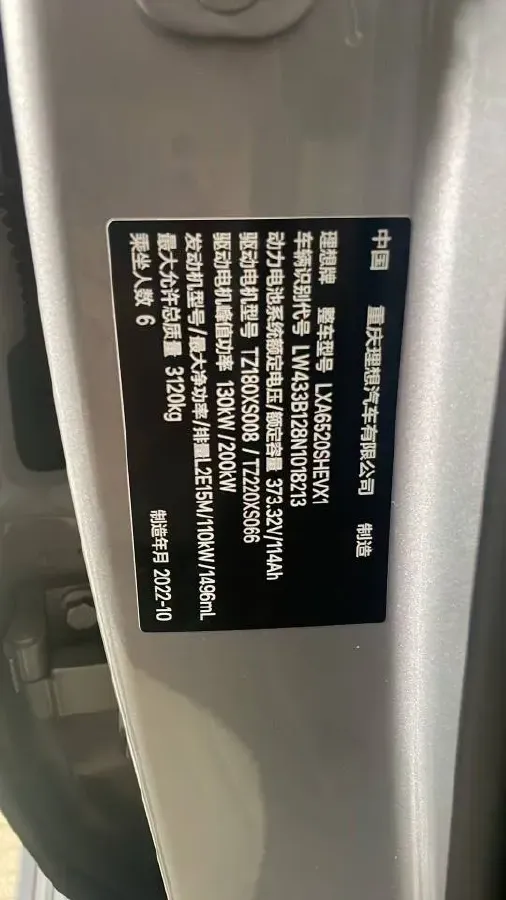 中国 重庆理想汽车有限公司 制造
理想牌 整车型号 LXA6520SHEVX1
车辆识别代号 LW433B128N1018213
动力电池系统额定电压/额定容量 373.32V/114Ah
驱动电机型号 TZ180XS008 /TZ220XS066
驱动电机峰值功率 130kW /200kW
发动机型号/最大净功率/排量L2E15M/110kW/1496mL
最大允许总质量 3120kg
乘坐人数 6 制造年月 2022-10